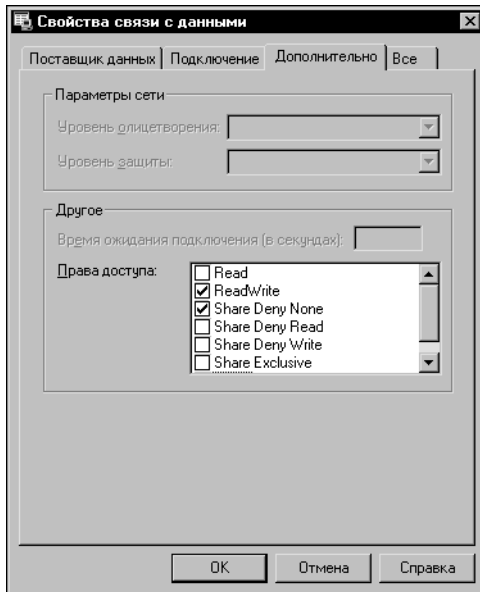 Свойства связи с данными
Поставщик данных Подключение Дополнительно Все
Параметры сети
Уровень олицетворения:
Уровень защиты:
Другое
Время ожидания подключения (в секундах):
Права доступа:
Read
ReadWrite
Share Deny None
Share Deny Read
Share Deny Write
Share Exclusive
OK Отмена Справка